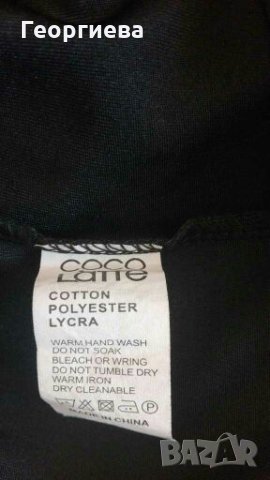 Георгиева
COCO
LATTE
COTTON
POLYESTER
LYCRA
WARM HAND WASH
DO NOT SOAK
BLEACH OR WRING
DO NOT TUMBLE DRY
WARM IRON
DRY CLEANABLE
P
MADE IN CHINA
BAZAR